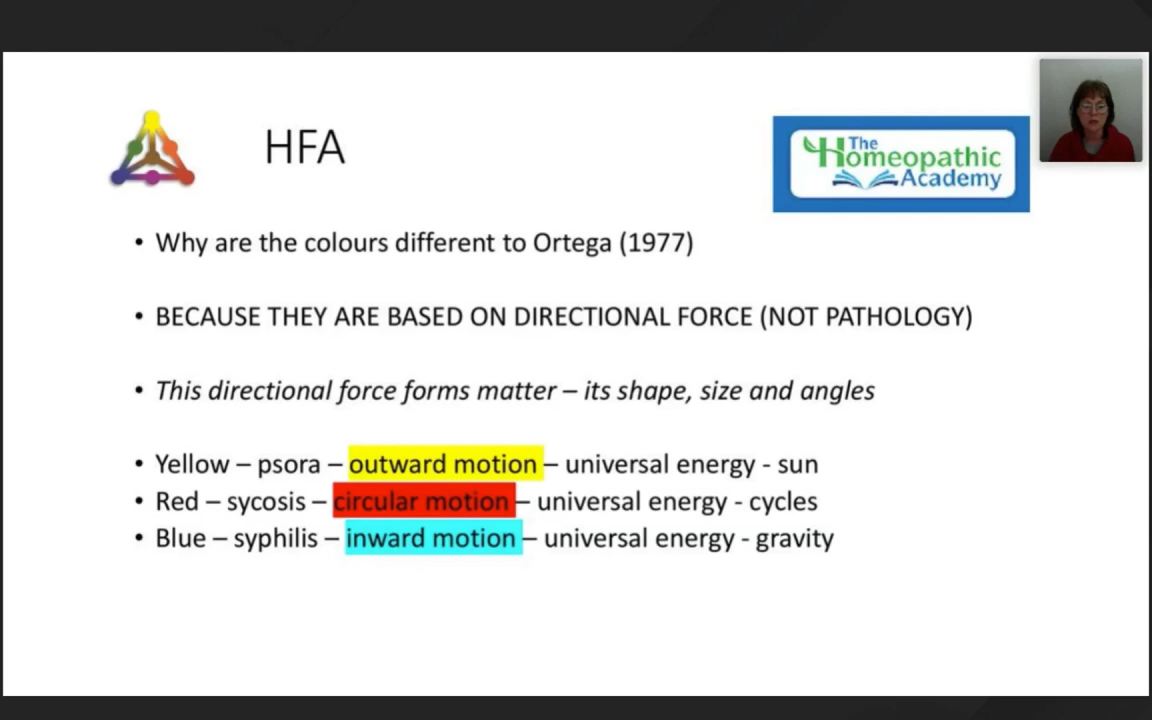 HFA
The
Homeopathic
Academy
• Why are the colours different to Ortega (1977)
• BECAUSE THEY ARE BASED ON DIRECTIONAL FORCE (NOT PATHOLOGY)
• This directional force forms matter – its shape, size and angles
• Yellow – psora – outward motion – universal energy - sun
• Red – sycosis – circular motion – universal energy - cycles
• Blue – syphilis – inward motion – universal energy - gravity